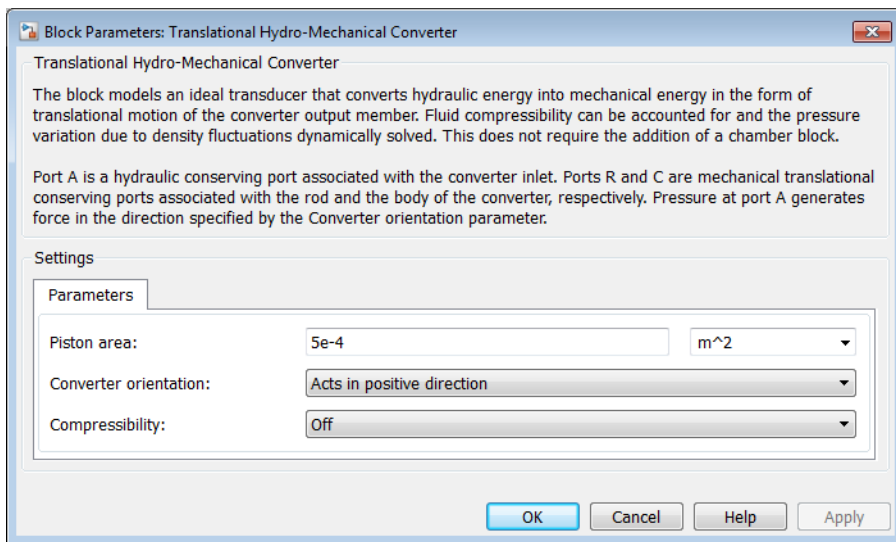 Block Parameters: Translational Hydro-Mechanical Converter
Translational Hydro-Mechanical Converter
The block models an ideal transducer that converts hydraulic energy into mechanical energy in the form of
translational motion of the converter output member. Fluid compressibility can be accounted for and the pressure
variation due to density fluctuations dynamically solved. This does not require the addition of a chamber block.
Port A is a hydraulic conserving port associated with the converter inlet. Ports R and C are mechanical translational
conserving ports associated with the rod and the body of the converter, respectively. Pressure at port A generates
force in the direction specified by the Converter orientation parameter.
Settings
Parameters
Piston area: 5e-4 m^2
Converter orientation: Acts in positive direction
Compressibility: Off
OK Cancel Help Apply